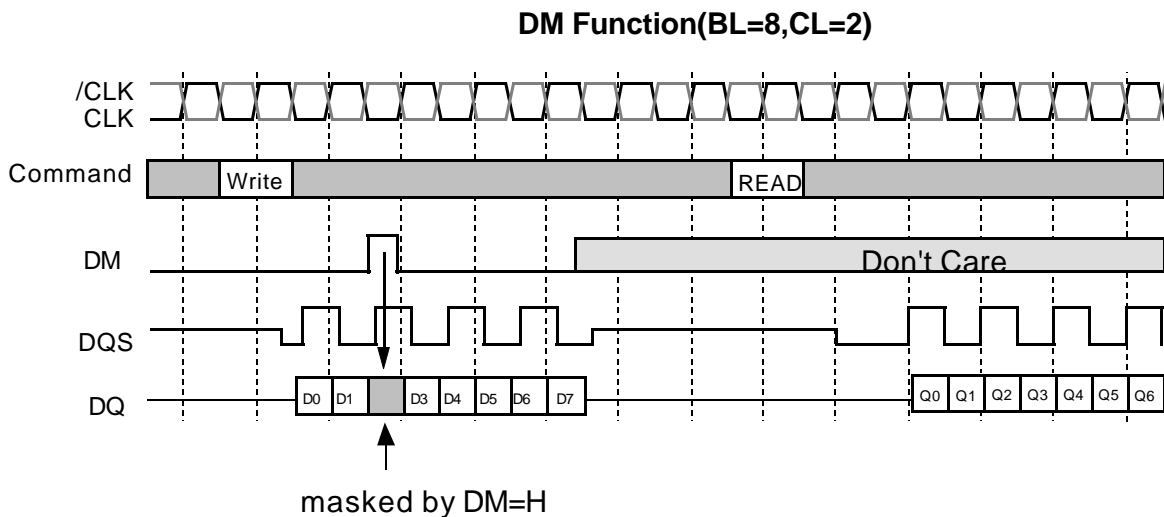 DM Function(BL=8,CL=2)
/CLK
CLK
Command
Write
READ
DM
Don't Care
DQS
DQ
D0 D1 D3 D4 D5 D6 D7
Q0 Q1 Q2 Q3 Q4 Q5 Q6
masked by DM=H